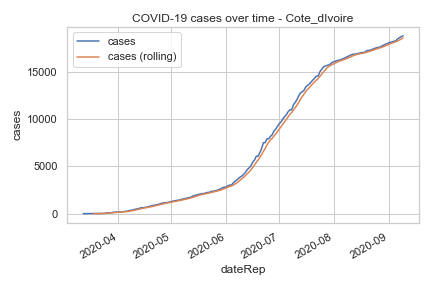 COVID-19 cases over time - Cote_dIvoire
cases
cases (rolling)
cases
15000
10000
5000
0
2020-04
2020-05
2020-06
2020-07
2020-08
2020-09
dateRep